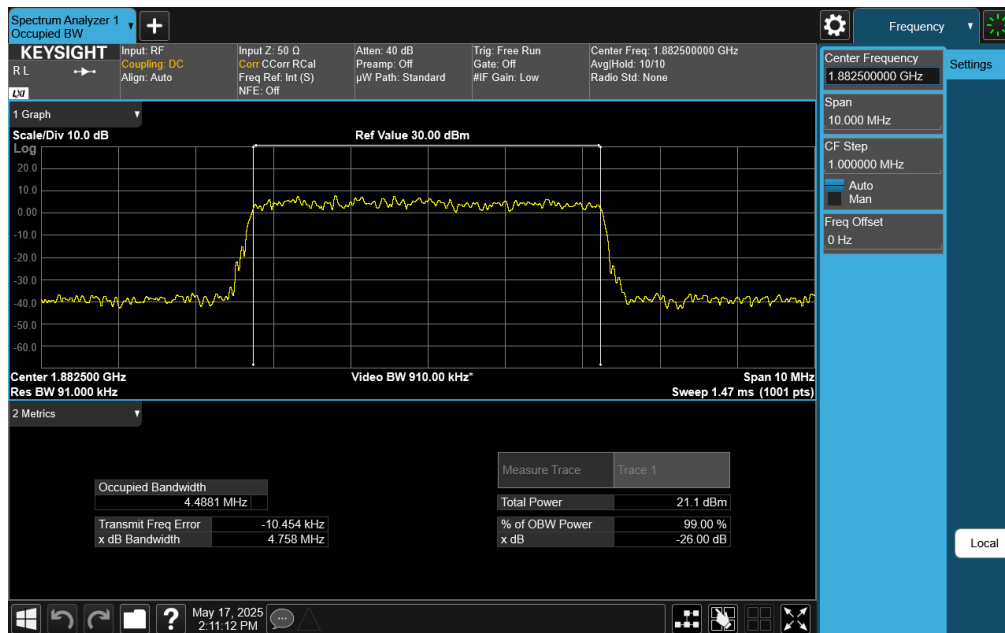 Spectrum Analyzer 1
Occupied BW
Frequency
KEYSIGHT
R L
LXI
Input: RF
Coupling: DC
Align: Auto
Input Z: 50 Ω
Corr CCorr RCal
Freq Ref: Int (S)
NFE: Off
Atten: 40 dB
Preamp: Off
µW Path: Standard
Trig: Free Run
Gate: Off
#IF Gain: Low
Center Freq: 1.882500000 GHz
Avg|Hold: 10/10
Radio Std: None
Center Frequency
1.882500000 GHz
Settings
Span
10.000 MHz
CF Step
1.000000 MHz
Auto
Man
Freq Offset
0 Hz
Local
1 Graph
Scale/Div 10.0 dB
Ref Value 30.00 dBm
Log
20.0
10.0
0.00
-10.0
-20.0
-30.0
-40.0
-50.0
-60.0
Center 1.882500 GHz
Video BW 910.00 kHz*
Span 10 MHz
Res BW 91.000 kHz
Sweep 1.47 ms (1001 pts)
2 Metrics
Measure Trace
Trace 1
Occupied Bandwidth
4.4881 MHz
Total Power
21.1 dBm
Transmit Freq Error
-10.454 kHz
% of OBW Power
99.00 %
x dB Bandwidth
4.758 MHz
x dB
-26.00 dB
May 17, 2025
2:11:12 PM